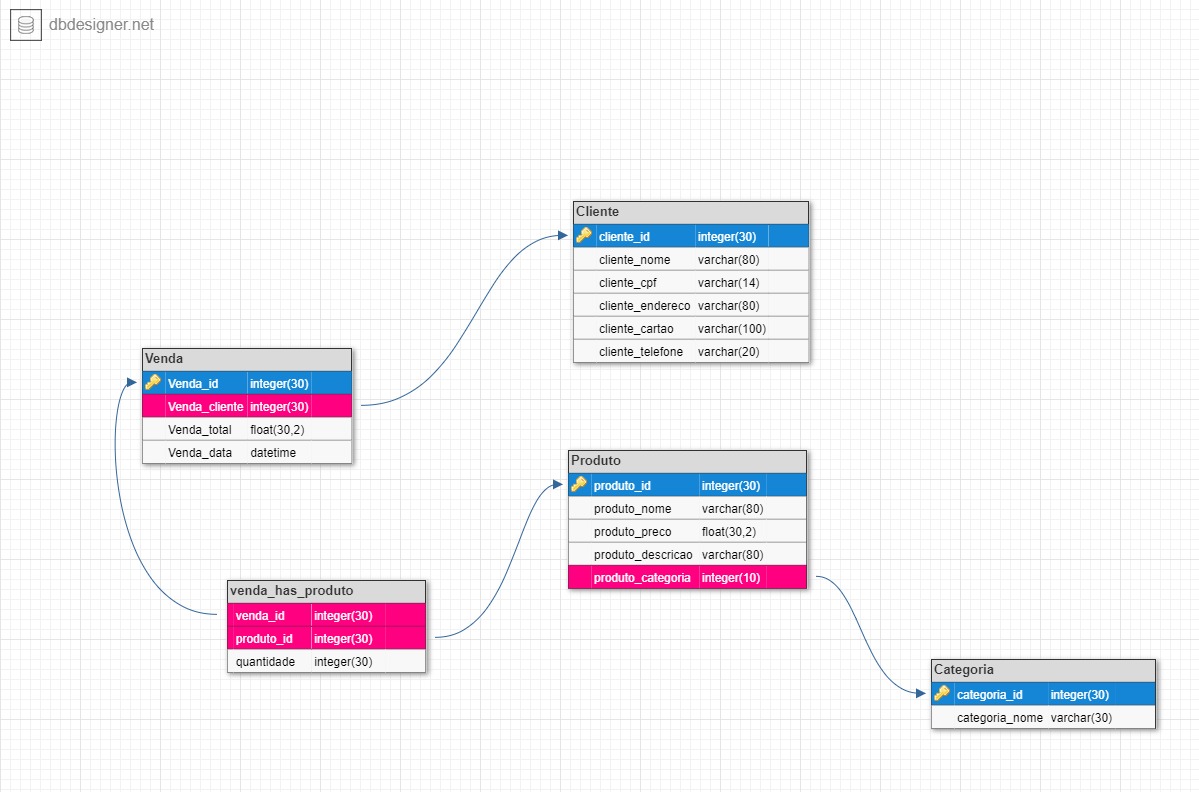 dbdesigner.net
Cliente
cliente_id integer(30)
cliente_nome varchar(80)
cliente_cpf varchar(14)
cliente_endereco varchar(80)
cliente_cartao varchar(100)
cliente_telefone varchar(20)
Venda
Venda_id integer(30)
Venda_cliente integer(30)
Venda_total float(30,2)
Venda_data datetime
Produto
produto_id integer(30)
produto_nome varchar(80)
produto_preco float(30,2)
produto_descricao varchar(80)
produto_categoria integer(10)
venda_has_produto
venda_id integer(30)
produto_id integer(30)
quantidade integer(30)
Categoria
categoria_id integer(30)
categoria_nome varchar(30)